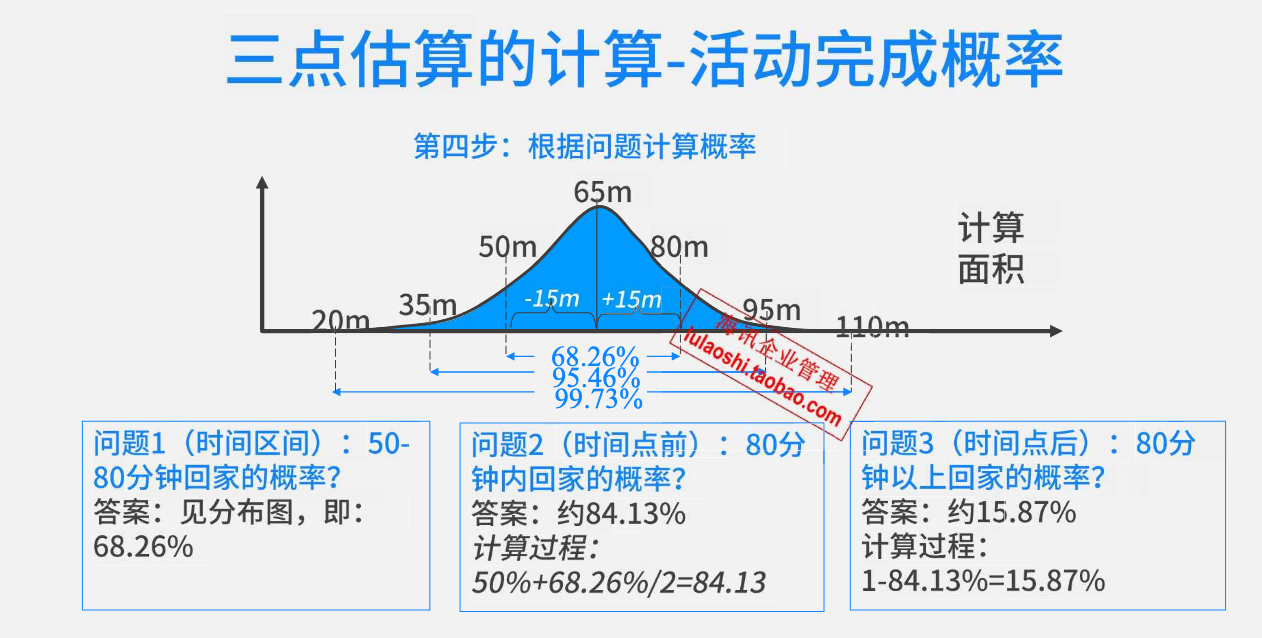 三点估算的计算-活动完成概率
第四步：根据问题计算概率
65m
50m
80m
计算
面积
-15m
+15m
35m
95m
20m
110m
海讯企业管理
lulaoshi.taobao.com
68.26%
95.46%
99.73%
问题1（时间区间）：50-
80分钟回家的概率？
答案：见分布图，即：
68.26%
问题2（时间点前）：80分
钟内回家的概率？
答案：约84.13%
计算过程：
50%+68.26%/2=84.13
问题3（时间点后）：80分
钟以上回家的概率？
答案：约15.87%
计算过程：
1-84.13%=15.87%